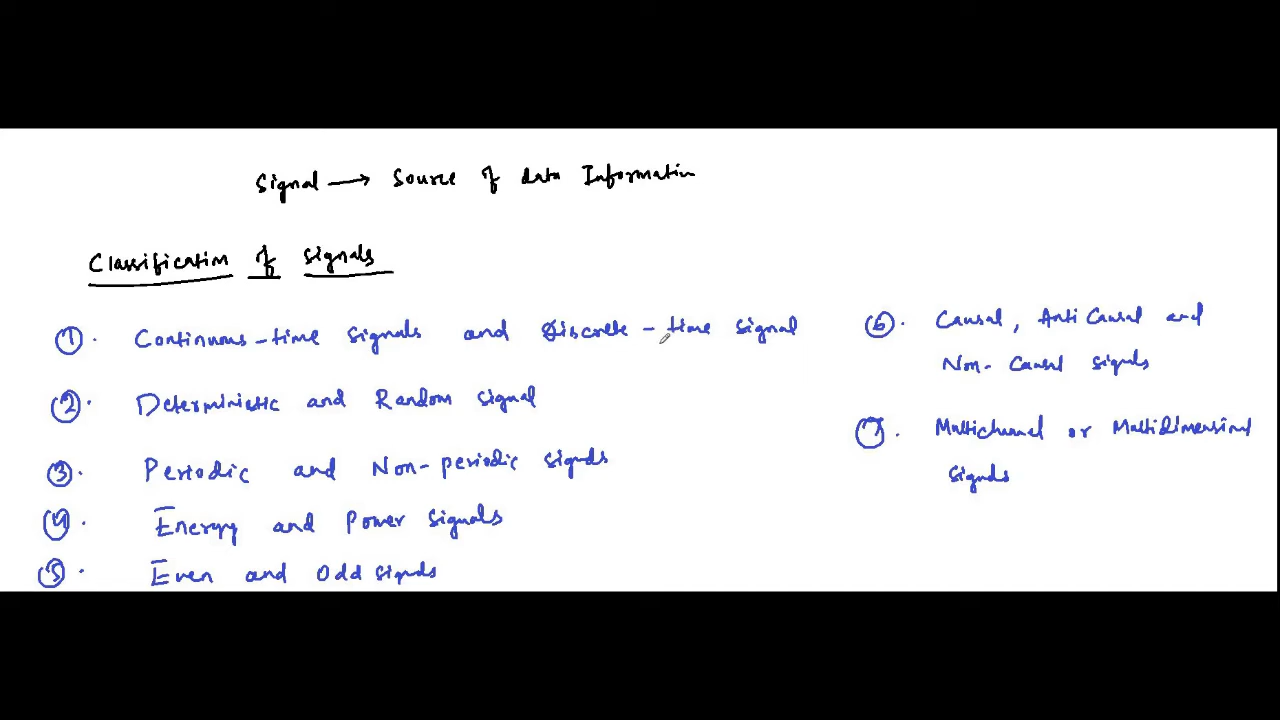 Signal → Source of data Information
Classification of Signals
① . Continuous-time signals and Discrete-time signal
② . Deterministic and Random signal
③ . Periodic and Non-periodic signals
④ . Energy and Power signals
⑤ . Even and Odd signals
⑥ . Causal, Anti Causal and
Non-Causal signals
⑦ . Multichannel or Multidimensional
signals